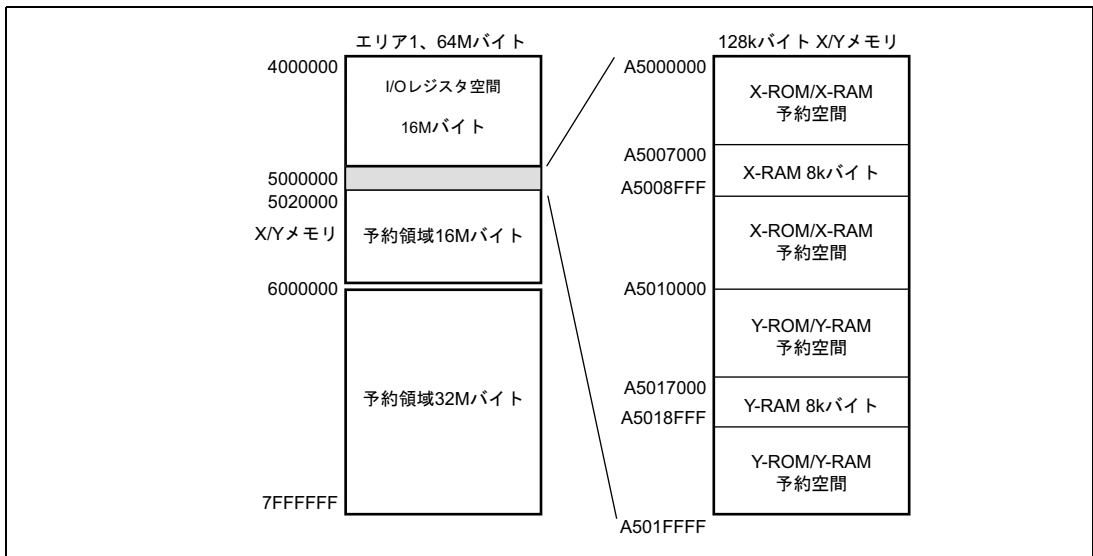 エリア1、64Mバイト
4000000
I/Oレジスタ空間
16Mバイト
5000000
5020000
X/Yメモリ
予約領域16Mバイト
6000000
予約領域32Mバイト
7FFFFFF
128kバイト X/Yメモリ
A5000000
X-ROM/X-RAM
予約空間
A5007000
X-RAM 8kバイト
A5008FFF
X-ROM/X-RAM
予約空間
A5010000
Y-ROM/Y-RAM
予約空間
A5017000
Y-RAM 8kバイト
A5018FFF
Y-ROM/Y-RAM
予約空間
A501FFFF